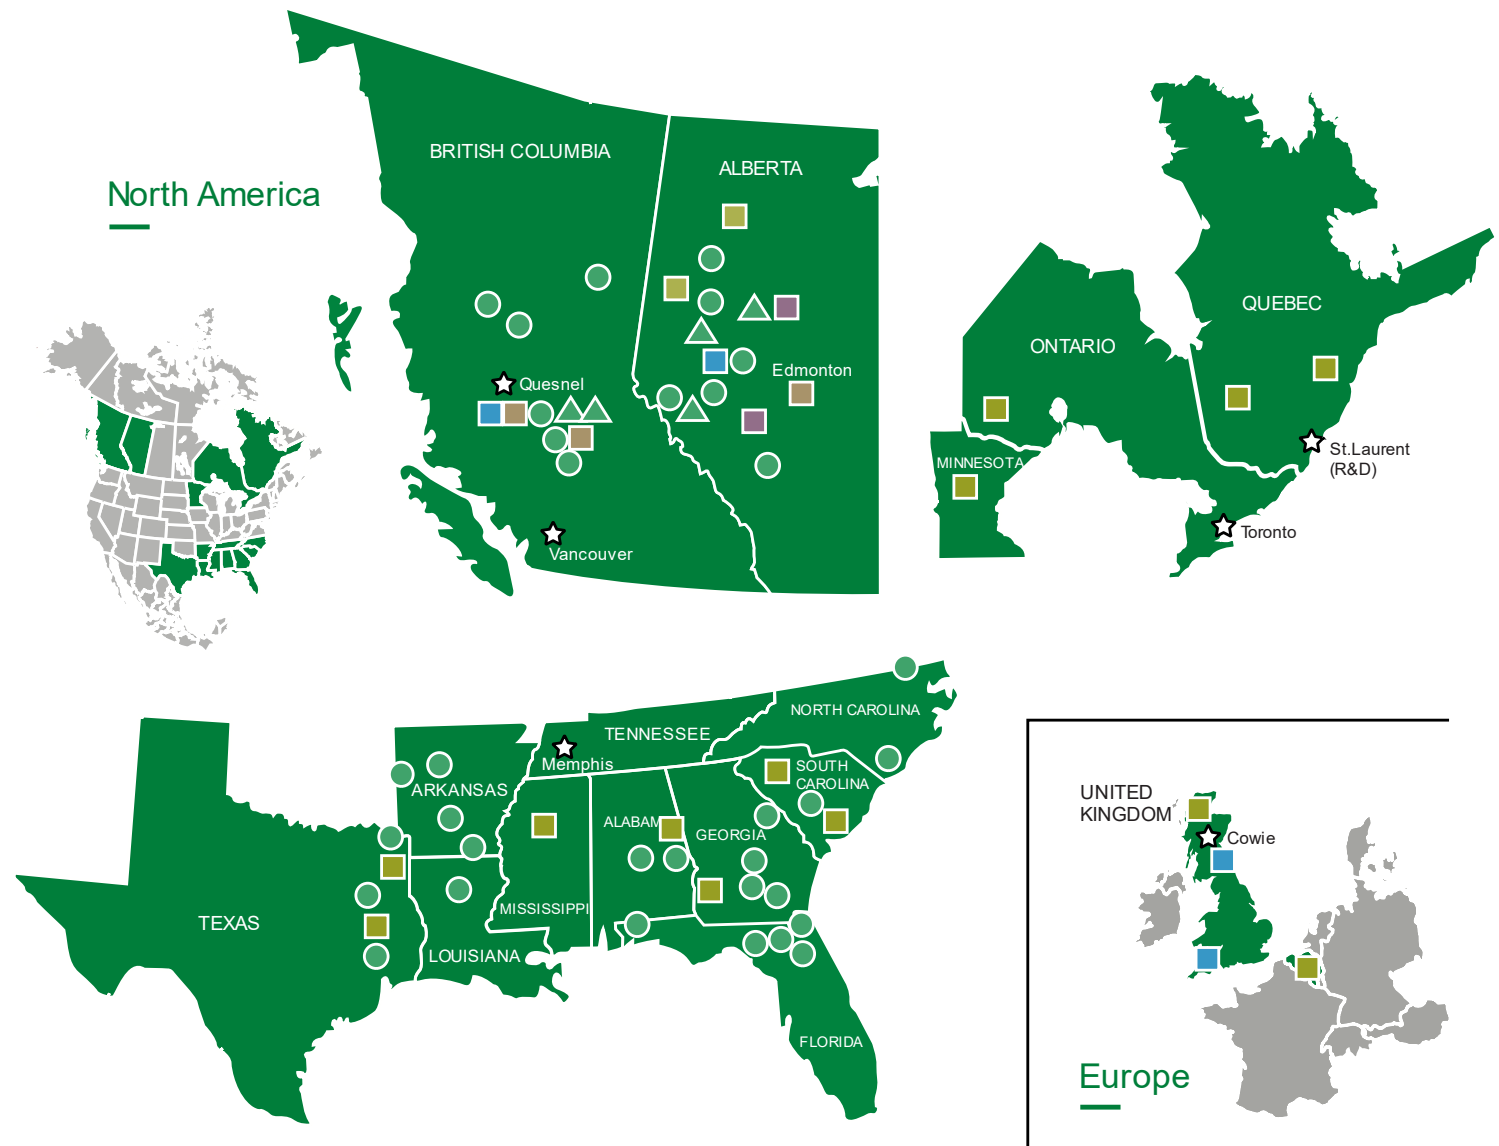 North America
BRITISH COLUMBIA
ALBERTA
Quesnel
Edmonton
Vancouver
QUEBEC
ONTARIO
MINNESOTA
St.Laurent
(R&D)
Toronto
NORTH CAROLINA
TENNESSEE
Memphis
SOUTH
CAROLINA
ARKANSAS
ALABAM
GEORGIA
MISSISSIPPI
TEXAS
LOUISIANA
FLORIDA
UNITED
KINGDOM
Cowie
Europe